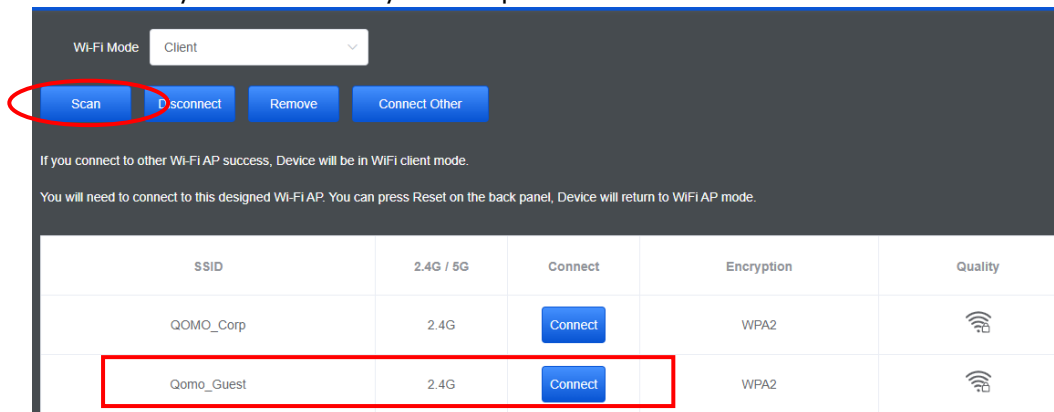 Wi-Fi Mode Client
Scan Disconnect Remove Connect Other
If you connect to other Wi-Fi AP success, Device will be in WiFi client mode.
You will need to connect to this designed Wi-Fi AP. You can press Reset on the back panel, Device will return to WiFi AP mode.
SSID 2.4G / 5G Connect Encryption Quality
QOMO_Corp 2.4G Connect WPA2
Qomo_Guest 2.4G Connect WPA2